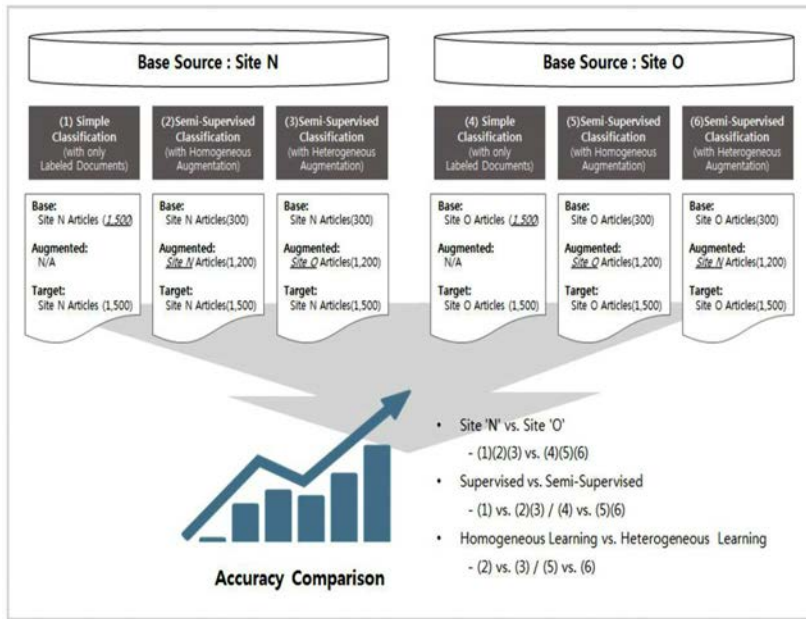 Base Source : Site N
Base Source : Site O
(1) Simple
Classification
(with only
Labeled Documents)
(2)Semi-Supervised
Classification
(with Homogeneous
Augmentation)
(3)Semi-Supervised
Classification
(with Heterogeneous
Augmentation)
(4) Simple
Classification
(with only
Labeled Documents)
(5)Semi-Supervised
Classification
(with Homogeneous
Augmentation)
(6)Semi-Supervised
Classification
(with Heterogeneous
Augmentation)
Base:
Site N Articles (1,500)
Augmented:
N/A
Target:
Site N Articles (1,500)
Base:
Site N Articles(300)
Augmented:
Site N Articles(1,200)
Target:
Site N Articles(1,500)
Base:
Site N Articles(300)
Augmented:
Site O Articles(1,200)
Target:
Site N Articles(1,500)
Base:
Site O Articles (1,500)
Augmented:
N/A
Target:
Site O Articles (1,500)
Base:
Site O Articles(300)
Augmented:
Site O Articles(1,200)
Target:
Site O Articles(1,500)
Base:
Site O Articles(300)
Augmented:
Site N Articles(1,200)
Target:
Site O Articles(1,500)
Accuracy Comparison
• Site 'N' vs. Site 'O'
- (1)(2)(3) vs. (4)(5)(6)
• Supervised vs. Semi-Supervised
- (1) vs. (2)(3) / (4) vs. (5)(6)
• Homogeneous Learning vs. Heterogeneous Learning
- (2) vs. (3) / (5) vs. (6)